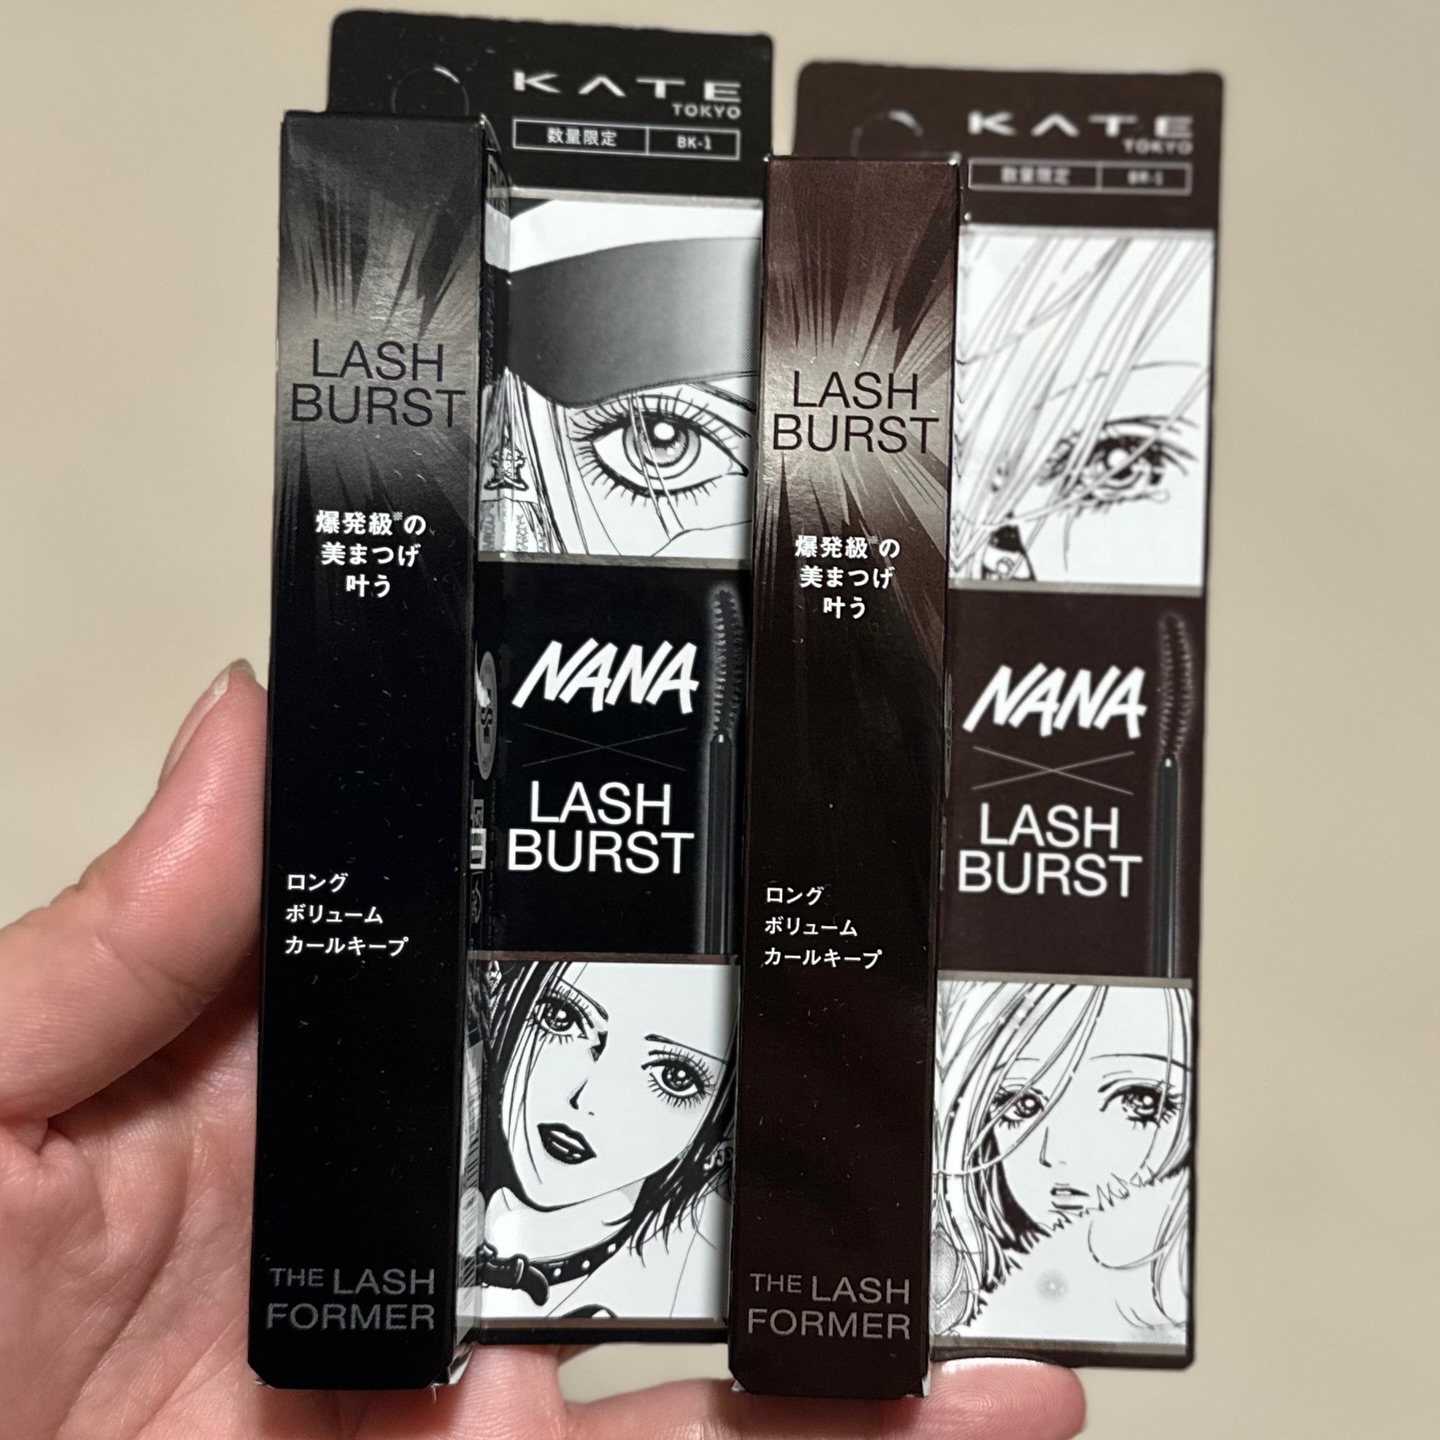 KATE
TOKYO
数量限定 BK-1
LASH
BURST
爆発級※の
美まつげ
叶う
NANA
LASH
BURST
ロング
ボリューム
カールキープ
THE LASH
FORMER
KATE
TOKYO
数量限定 BR-1
LASH
BURST
爆発級※の
美まつげ
叶う
NANA
LASH
BURST
ロング
ボリューム
カールキープ
THE LASH
FORMER